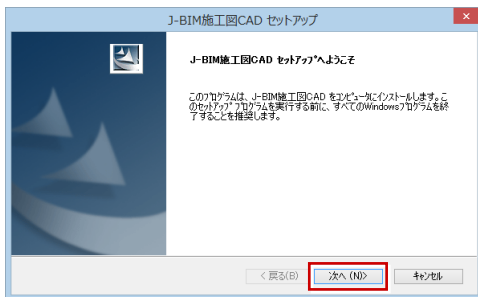 J-BIM施工図CAD セットアップ
J-BIM施工図CAD セットアップへようこそ
このプログラムは、J-BIM施工図CAD をコンピュータにインストールします。こ
のセットアップ プログラムを実行する前に、すべてのWindowsプログラムを終
了することを推奨します。
< 戻る(B)
次へ (N)>
キャンセル